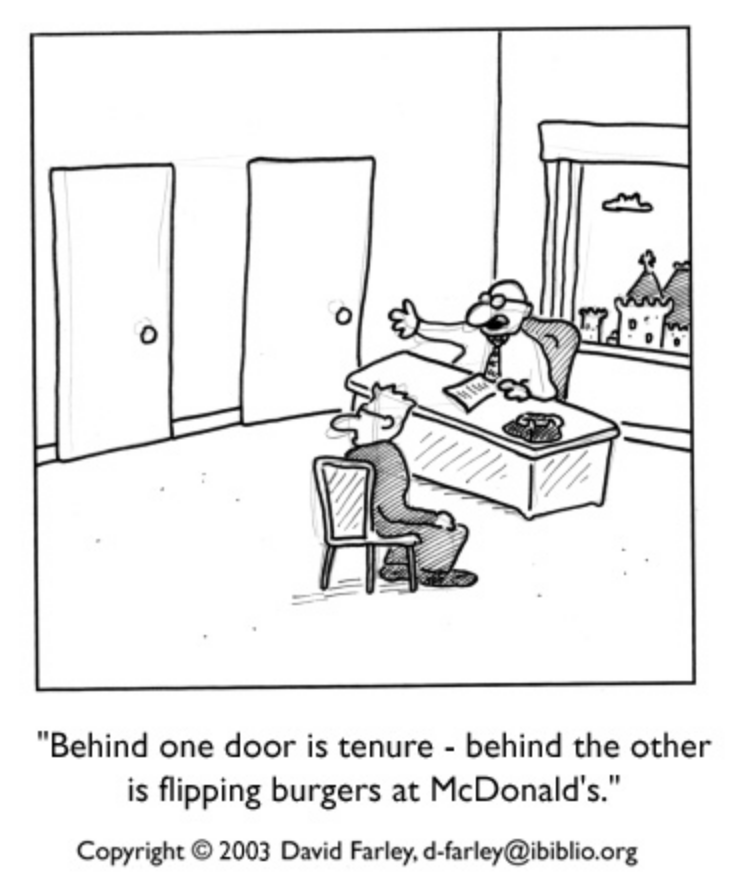 "Behind one door is tenure - behind the other
is flipping burgers at McDonald's."
Copyright © 2003 David Farley, d-farley@ibiblio.org